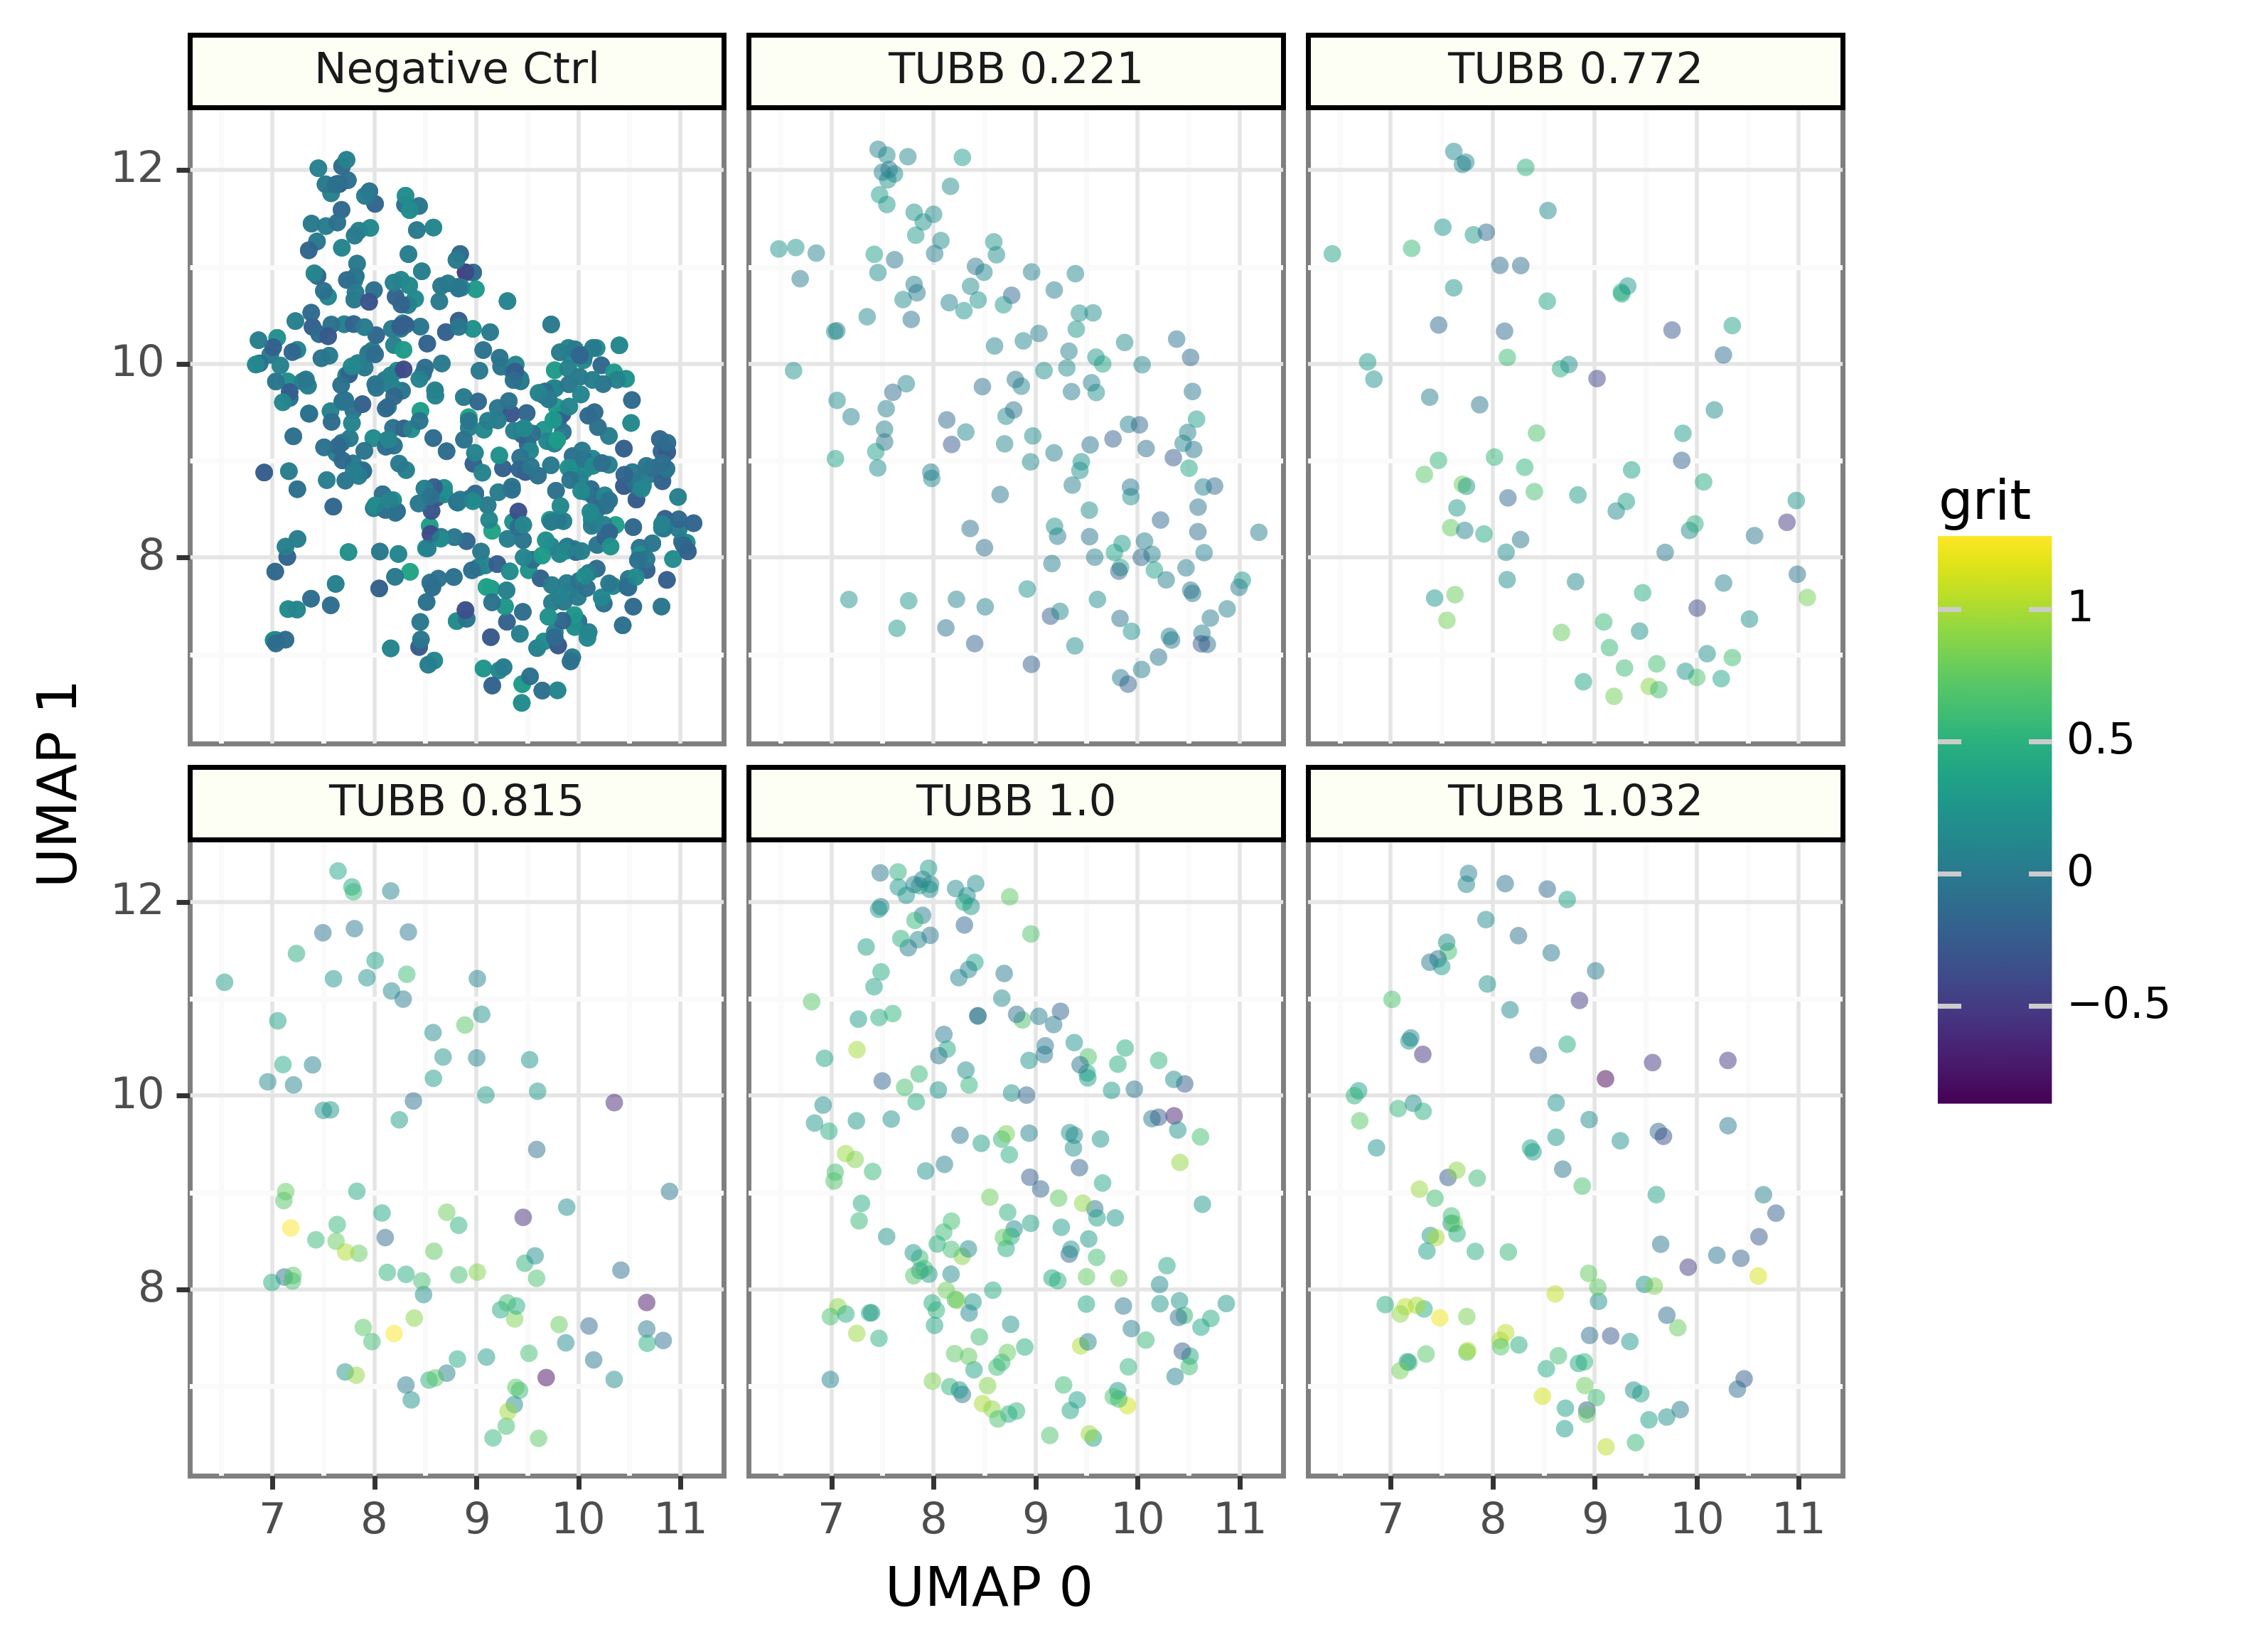 Negative Ctrl
TUBB 0.221
TUBB 0.772
12
10
8
TUBB 0.815
TUBB 1.0
TUBB 1.032
12
10
8
7 8 9 10 11
7 8 9 10 11
7 8 9 10 11
UMAP 0
UMAP 1
grit
1
0.5
0
−0.5